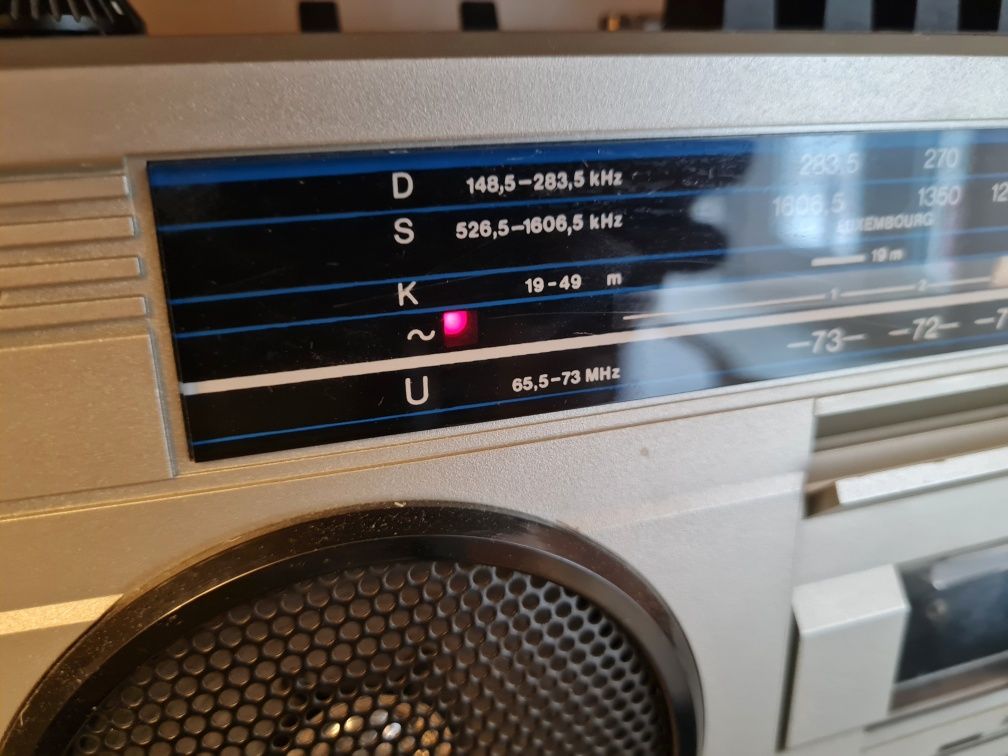 D 148,5-283,5 kHz 283.5 270
S 526,5-1606,5 kHz 1606.5 1350
LUXEMBOURG
K 19-49 m 19 m
~ 1 2
-73- -72-
U 65,5-73 MHz